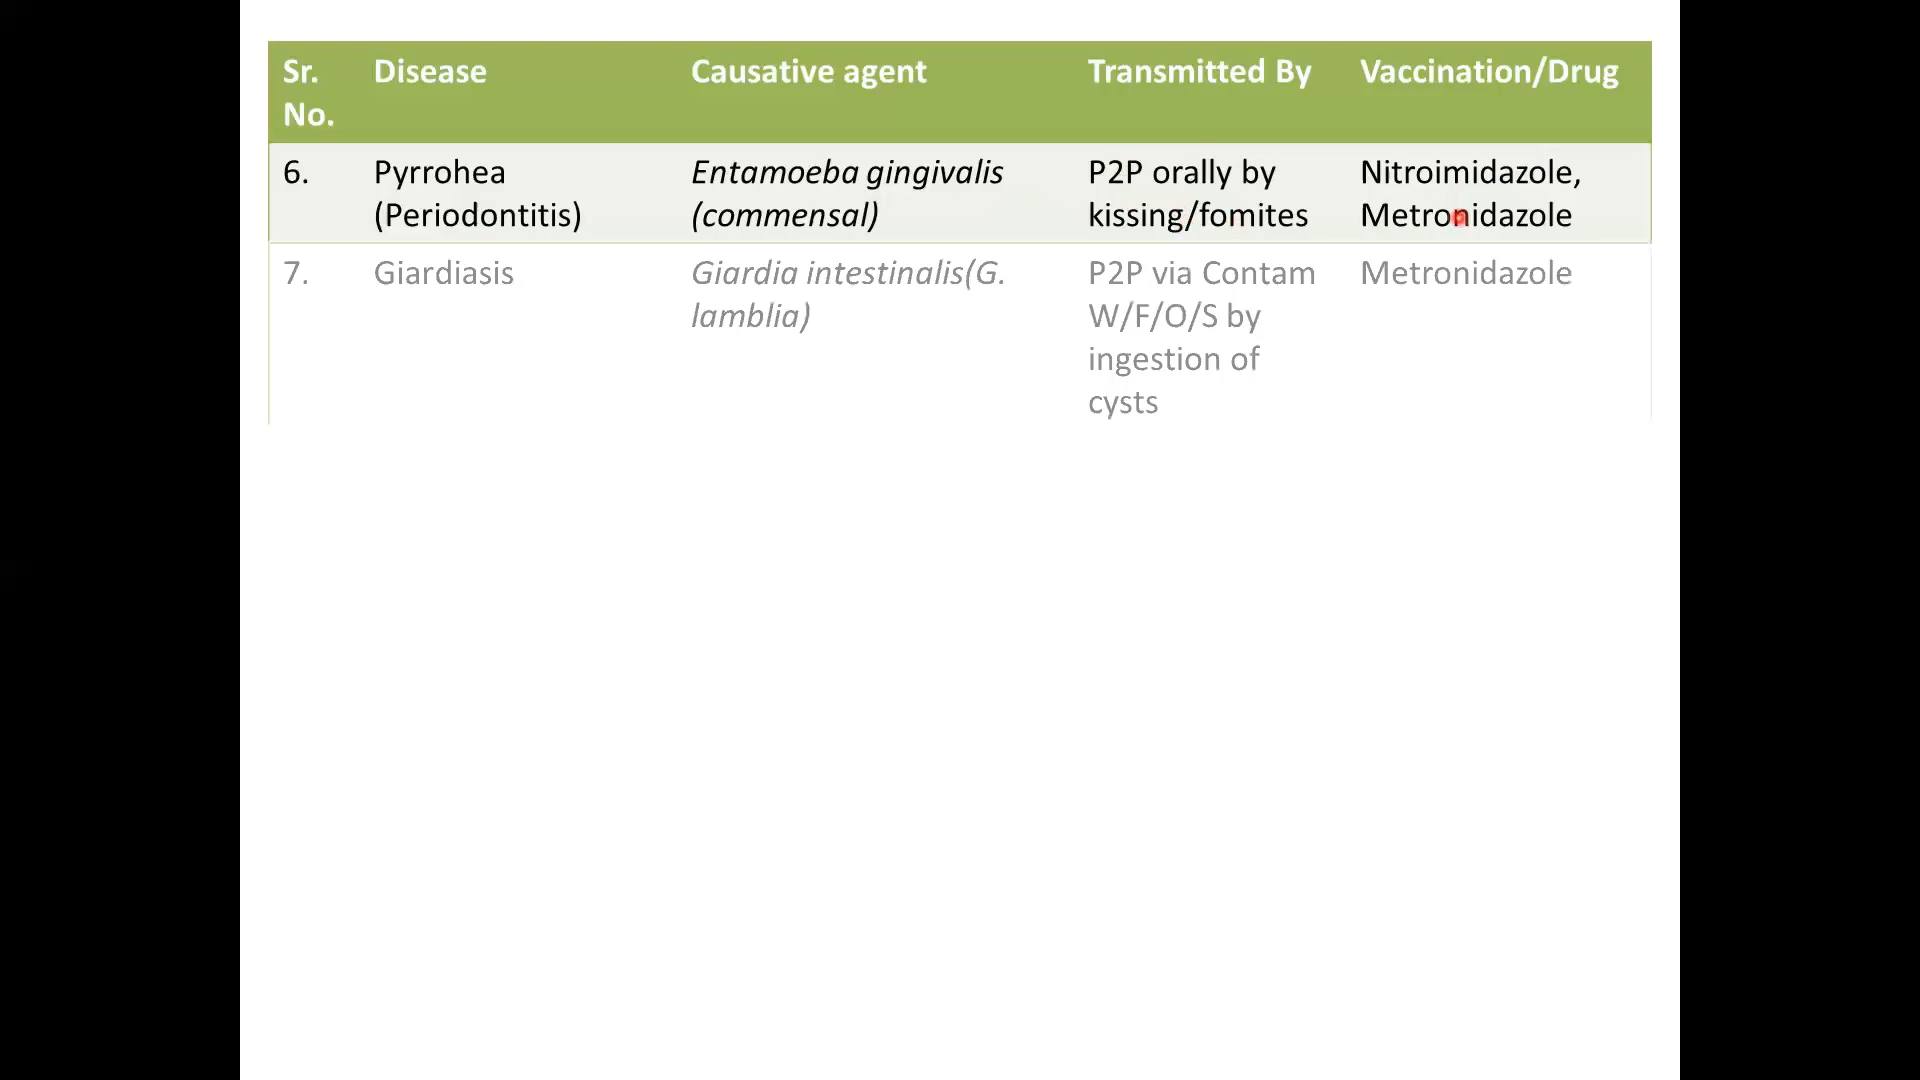 Sr. Disease Causative agent Transmitted By Vaccination/Drug
No.
6. Pyrrohea Entamoeba gingivalis P2P orally by Nitroimidazole,
(Periodontitis) (commensal) kissing/fomites Metronidazole
7. Giardiasis Giardia intestinalis(G. P2P via Contam Metronidazole
lamblia) W/F/O/S by
ingestion of
cysts